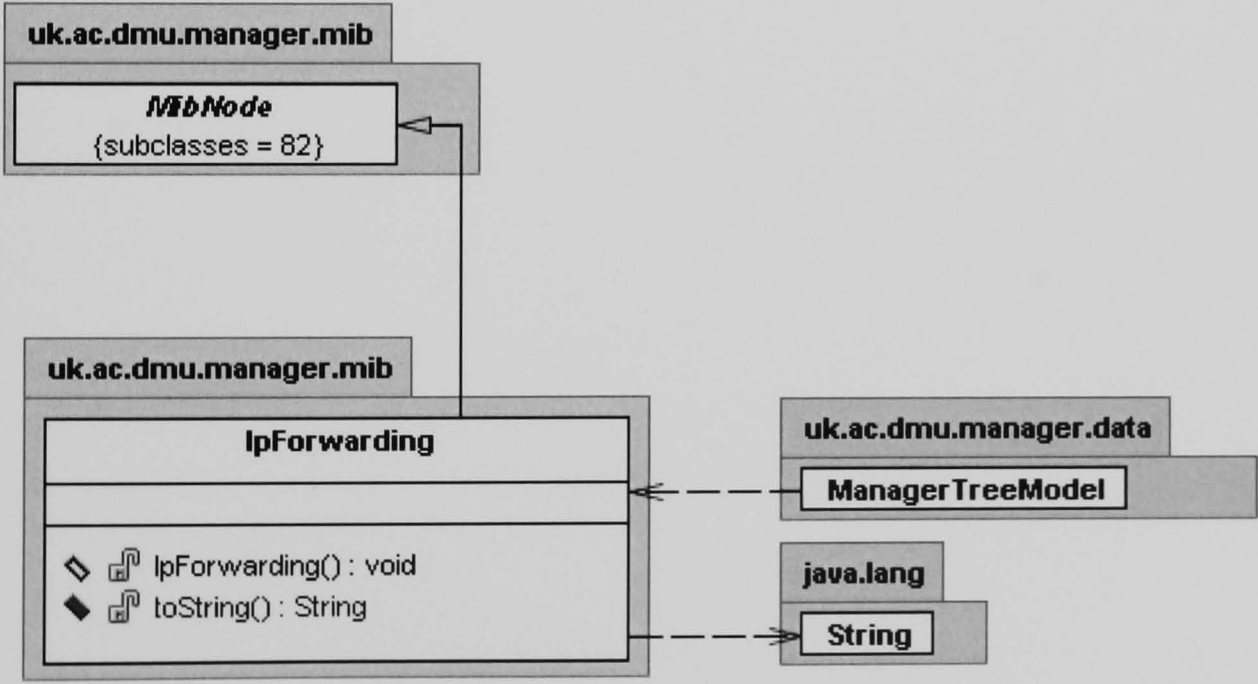 uk.ac.dmu.manager.mib
MibNode
{subclasses = 82}
uk.ac.dmu.manager.mib
IpForwarding
IpForwarding() : void
toString() : String
uk.ac.dmu.manager.data
ManagerTreeModel
java.lang
String